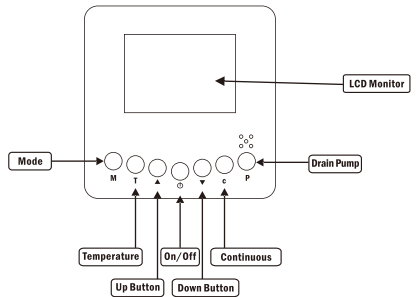 LCD Monitor
Mode
Drain Pump
M T ▲ ▼ c P
Temperature
On/Off
Continuous
Up Button
Down Button